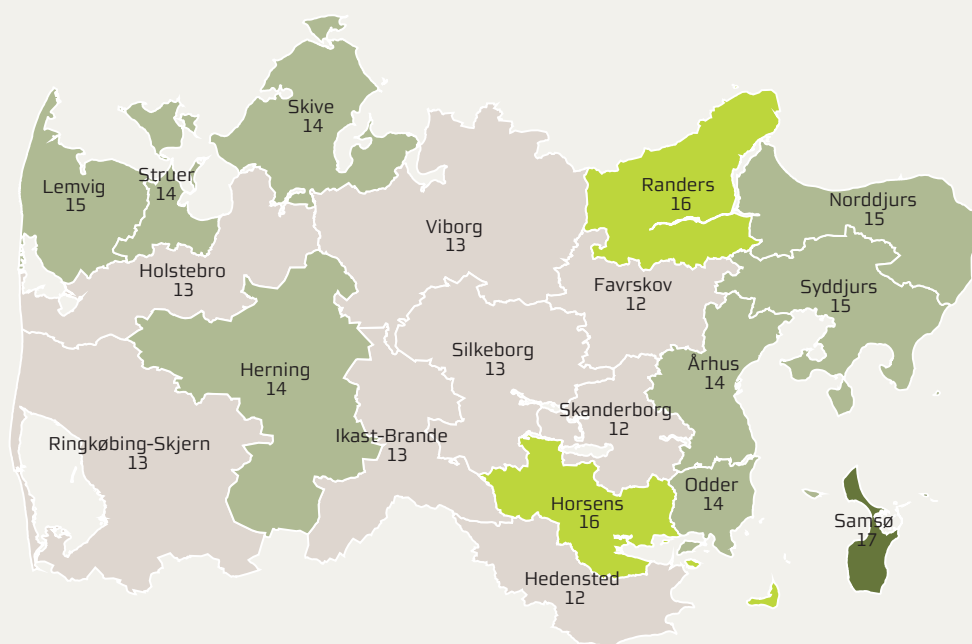 Skive
14
Lemvig
15
Struer
14
Randers
16
Norddjurs
15
Viborg
13
Holstebro
13
Favrskov
12
Syddjurs
15
Silkeborg
13
Herning
14
Århus
14
Skanderborg
12
Ringkøbing-Skjern
13
Ikast-Brande
13
Odder
14
Horsens
16
Samsø
17
Hedensted
12